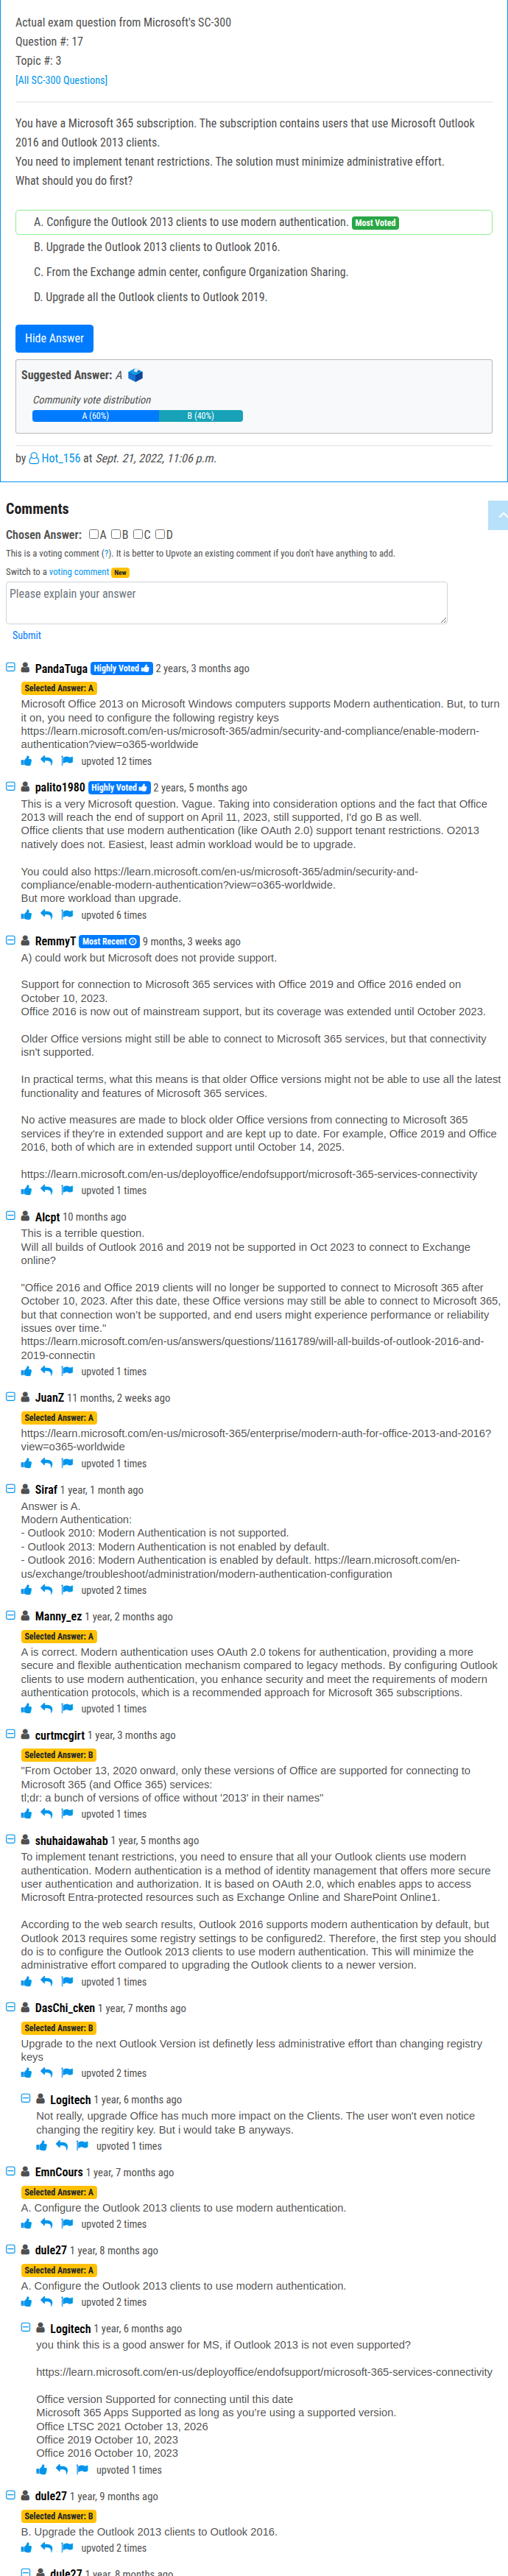 Actual exam question from Microsoft's SC-300
Question #: 17
Topic #: 3
[All SC-300 Questions]
You have a Microsoft 365 subscription. The subscription contains users that use Microsoft Outlook
2016 and Outlook 2013 clients.
You need to implement tenant restrictions. The solution must minimize administrative effort.
What should you do first?
A. Configure the Outlook 2013 clients to use modern authentication. Most Voted
B. Upgrade the Outlook 2013 clients to Outlook 2016.
C. From the Exchange admin center, configure Organization Sharing.
D. Upgrade all the Outlook clients to Outlook 2019.
Hide Answer
Suggested Answer: A
Community vote distribution
A (60%) B (40%)
by Hot_156 at Sept. 21, 2022, 11:06 p.m.
Comments
Chosen Answer: A B C D
This is a voting comment (?). It is better to Upvote an existing comment if you don't have anything to add.
Switch to a voting comment New
Please explain your answer
Submit
PandaTuga Highly Voted 2 years, 3 months ago
Selected Answer: A
Microsoft Office 2013 on Microsoft Windows computers supports Modern authentication. But, to turn
it on, you need to configure the following registry keys
https://learn.microsoft.com/en-us/microsoft-365/admin/security-and-compliance/enable-modern-
authentication?view=o365-worldwide
upvoted 12 times
palito1980 Highly Voted 2 years, 5 months ago
This is a very Microsoft question. Vague. Taking into consideration options and the fact that Office
2013 will reach the end of support on April 11, 2023, still supported, I'd go B as well.
Office clients that use modern authentication (like OAuth 2.0) support tenant restrictions. O2013
natively does not. Easiest, least admin workload would be to upgrade.
You could also https://learn.microsoft.com/en-us/microsoft-365/admin/security-and-
compliance/enable-modern-authentication?view=o365-worldwide.
But more workload than upgrade.
upvoted 6 times
RemmyT Most Recent 9 months, 3 weeks ago
A) could work but Microsoft does not provide support.
Support for connection to Microsoft 365 services with Office 2019 and Office 2016 ended on
October 10, 2023.
Office 2016 is now out of mainstream support, but its coverage was extended until October 2023.
Older Office versions might still be able to connect to Microsoft 365 services, but that connectivity
isn't supported.
In practical terms, what this means is that older Office versions might not be able to use all the latest
functionality and features of Microsoft 365 services.
No active measures are made to block older Office versions from connecting to Microsoft 365
services if they're in extended support and are kept up to date. For example, Office 2019 and Office
2016, both of which are in extended support until October 14, 2025.
https://learn.microsoft.com/en-us/deployoffice/endofsupport/microsoft-365-services-connectivity
upvoted 1 times
Alcpt 10 months ago
This is a terrible question.
Will all builds of Outlook 2016 and 2019 not be supported in Oct 2023 to connect to Exchange
online?
"Office 2016 and Office 2019 clients will no longer be supported to connect to Microsoft 365 after
October 10, 2023. After this date, these Office versions may still be able to connect to Microsoft 365,
but that connection won't be supported, and end users might experience performance or reliability
issues over time."
https://learn.microsoft.com/en-us/answers/questions/1161789/will-all-builds-of-outlook-2016-and-
2019-connectin
upvoted 1 times
JuanZ 11 months, 2 weeks ago
Selected Answer: A
https://learn.microsoft.com/en-us/microsoft-365/enterprise/modern-auth-for-office-2013-and-2016?
view=o365-worldwide
upvoted 1 times
Siraf 1 year, 1 month ago
Answer is A.
Modern Authentication:
- Outlook 2010: Modern Authentication is not supported.
- Outlook 2013: Modern Authentication is not enabled by default.
- Outlook 2016: Modern Authentication is enabled by default. https://learn.microsoft.com/en-
us/exchange/troubleshoot/administration/modern-authentication-configuration
upvoted 2 times
Manny_ez 1 year, 2 months ago
Selected Answer: A
A is correct. Modern authentication uses OAuth 2.0 tokens for authentication, providing a more
secure and flexible authentication mechanism compared to legacy methods. By configuring Outlook
clients to use modern authentication, you enhance security and meet the requirements of modern
authentication protocols, which is a recommended approach for Microsoft 365 subscriptions.
upvoted 1 times
curtmcgirt 1 year, 3 months ago
Selected Answer: B
"From October 13, 2020 onward, only these versions of Office are supported for connecting to
Microsoft 365 (and Office 365) services:
tl;dr: a bunch of versions of office without '2013' in their names"
upvoted 1 times
shuhaidawahab 1 year, 5 months ago
To implement tenant restrictions, you need to ensure that all your Outlook clients use modern
authentication. Modern authentication is a method of identity management that offers more secure
user authentication and authorization. It is based on OAuth 2.0, which enables apps to access
Microsoft Entra-protected resources such as Exchange Online and SharePoint Online1.
According to the web search results, Outlook 2016 supports modern authentication by default, but
Outlook 2013 requires some registry settings to be configured2. Therefore, the first step you should
do is to configure the Outlook 2013 clients to use modern authentication. This will minimize the
administrative effort compared to upgrading the Outlook clients to a newer version.
upvoted 1 times
DasChi_cken 1 year, 7 months ago
Selected Answer: B
Upgrade to the next Outlook Version ist definetly less administrative effort than changing registry
keys
upvoted 2 times
Logitech 1 year, 6 months ago
Not really, upgrade Office has much more impact on the Clients. The user won't even notice
changing the regitiry key. But i would take B anyways.
upvoted 1 times
EmnCours 1 year, 7 months ago
Selected Answer: A
A. Configure the Outlook 2013 clients to use modern authentication.
upvoted 2 times
dule27 1 year, 8 months ago
Selected Answer: A
A. Configure the Outlook 2013 clients to use modern authentication.
upvoted 2 times
Logitech 1 year, 6 months ago
you think this is a good answer for MS, if Outlook 2013 is not even supported?
https://learn.microsoft.com/en-us/deployoffice/endofsupport/microsoft-365-services-connectivity
Office version Supported for connecting until this date
Microsoft 365 Apps Supported as long as you're using a supported version.
Office LTSC 2021 October 13, 2026
Office 2019 October 10, 2023
Office 2016 October 10, 2023
upvoted 1 times
dule27 1 year, 9 months ago
Selected Answer: B
B. Upgrade the Outlook 2013 clients to Outlook 2016.
upvoted 2 times
dule27 1 year, 8 months ago